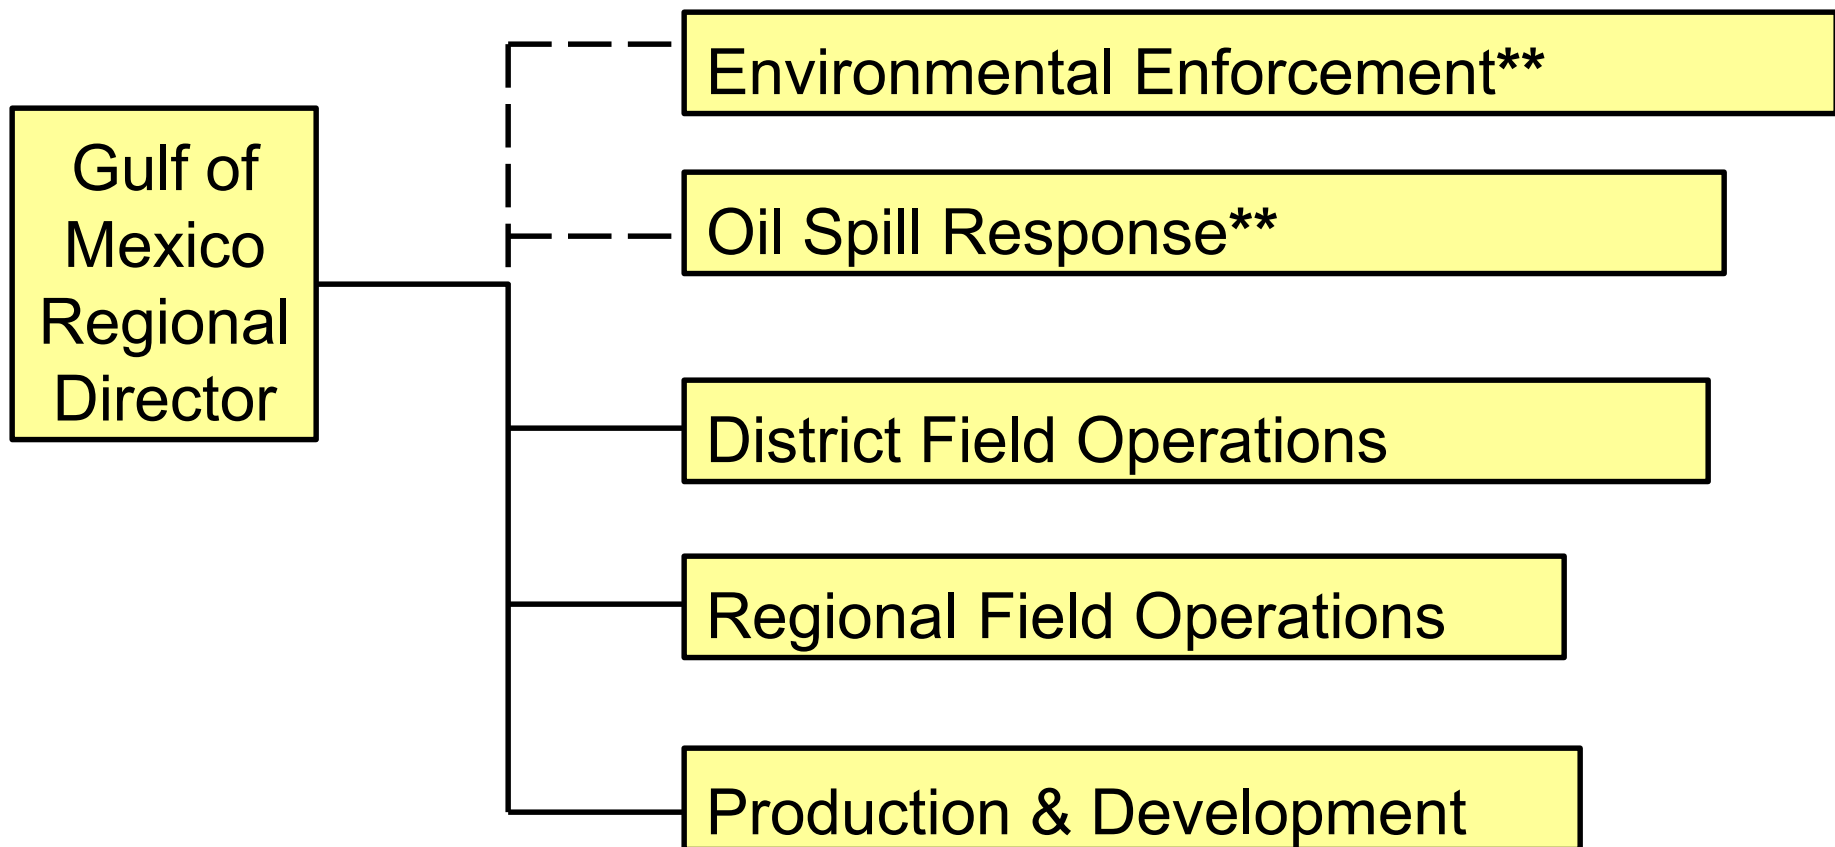 Environmental Enforcement**
Gulf of
Mexico
Regional
Director
Oil Spill Response**
District Field Operations
Regional Field Operations
Production & Development